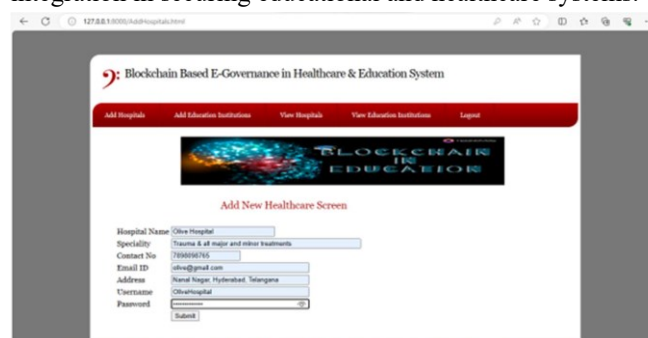 integration in securing educational and healthcare systems.
127.0.0.1:8000/AddHospitals.html
Blockchain Based E-Governance in Healthcare & Education System
Add Hospitals Add Education Institutions View Hospitals View Education Institutions Logout
BLOCKCHAIN
IN
EDUCATION
Add New Healthcare Screen
Hospital Name Olive Hospital
Speciality Trauma & all major and minor treatments
Contact No 7898098765
Email ID olive@gmail.com
Address Nanal Nagar, Hyderabad, Telangana
Username OliveHospital
Password
Submit